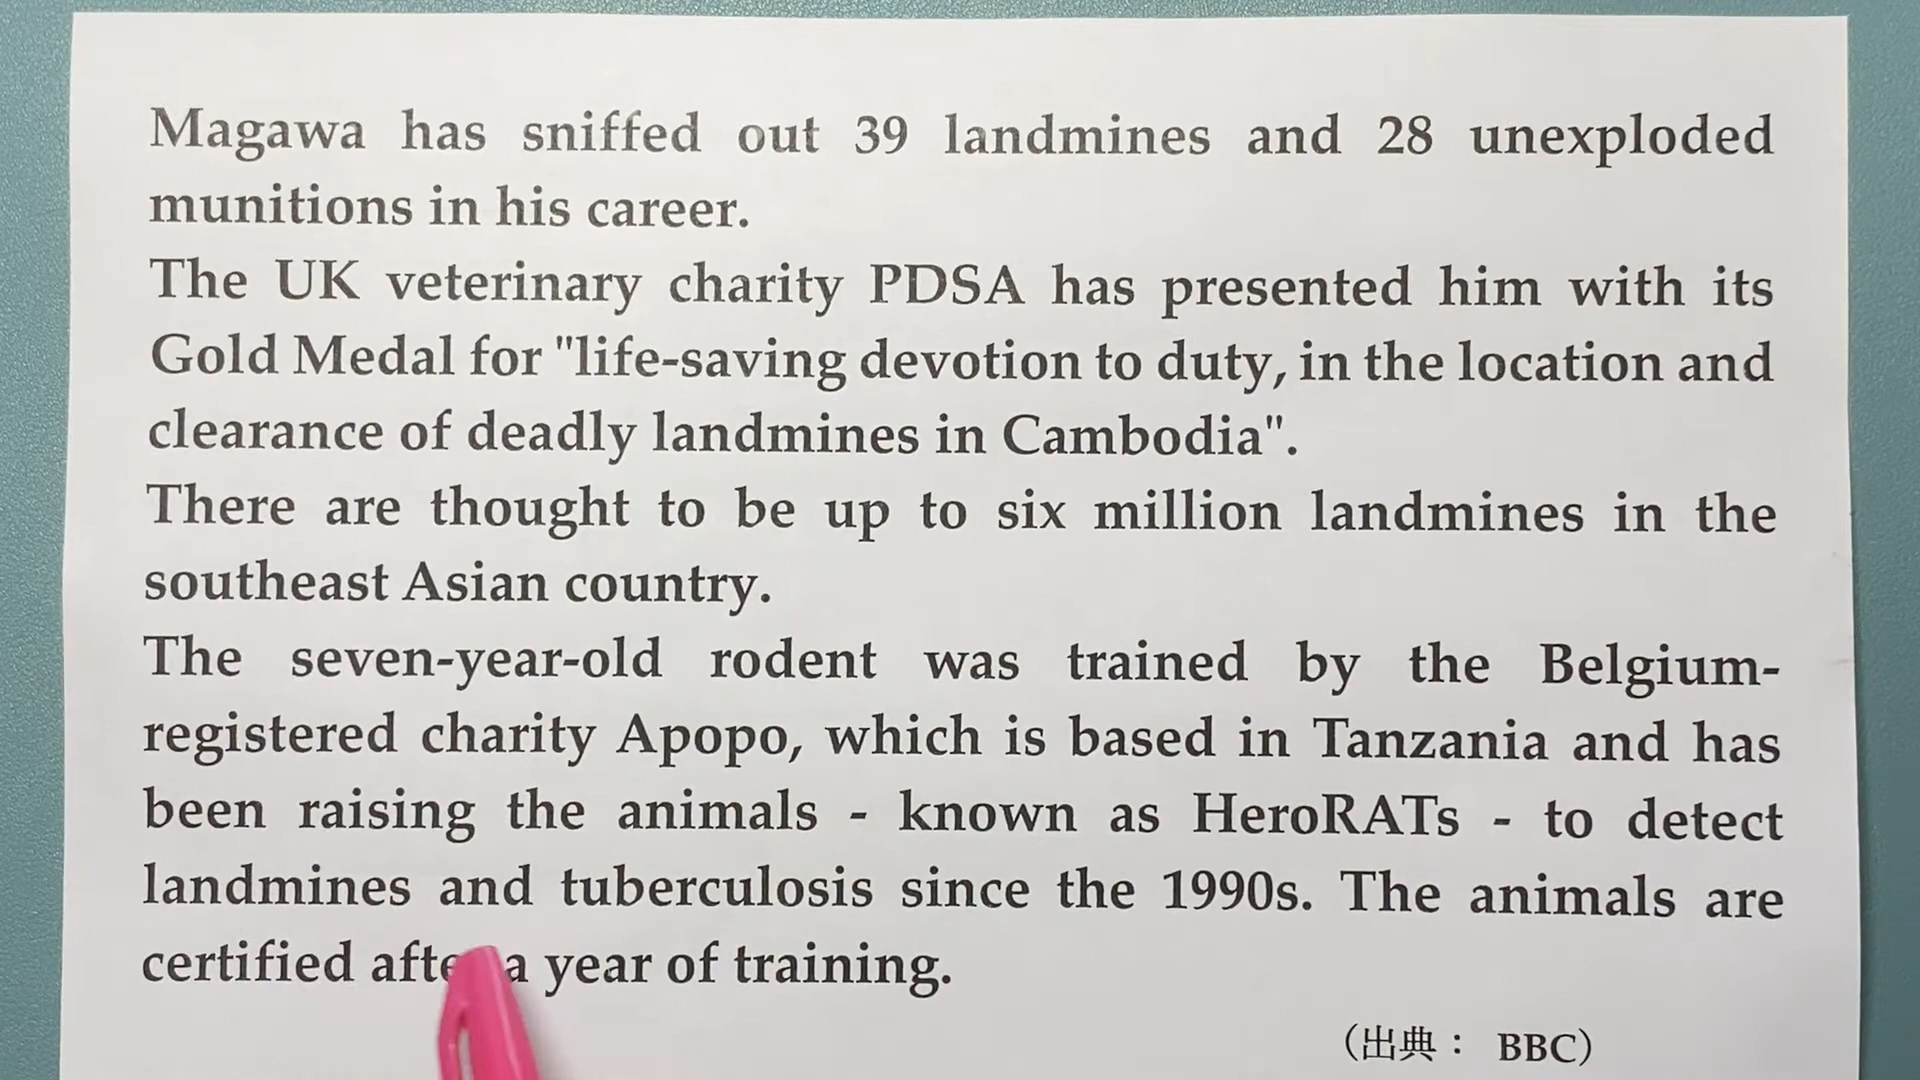 Magawa has sniffed out 39 landmines and 28 unexploded
munitions in his career.
The UK veterinary charity PDSA has presented him with its
Gold Medal for "life-saving devotion to duty, in the location and
clearance of deadly landmines in Cambodia".
There are thought to be up to six million landmines in the
southeast Asian country.
The seven-year-old rodent was trained by the Belgium-
registered charity Apopo, which is based in Tanzania and has
been raising the animals - known as HeroRATs - to detect
landmines and tuberculosis since the 1990s. The animals are
certified after a year of training.
（出典： BBC）